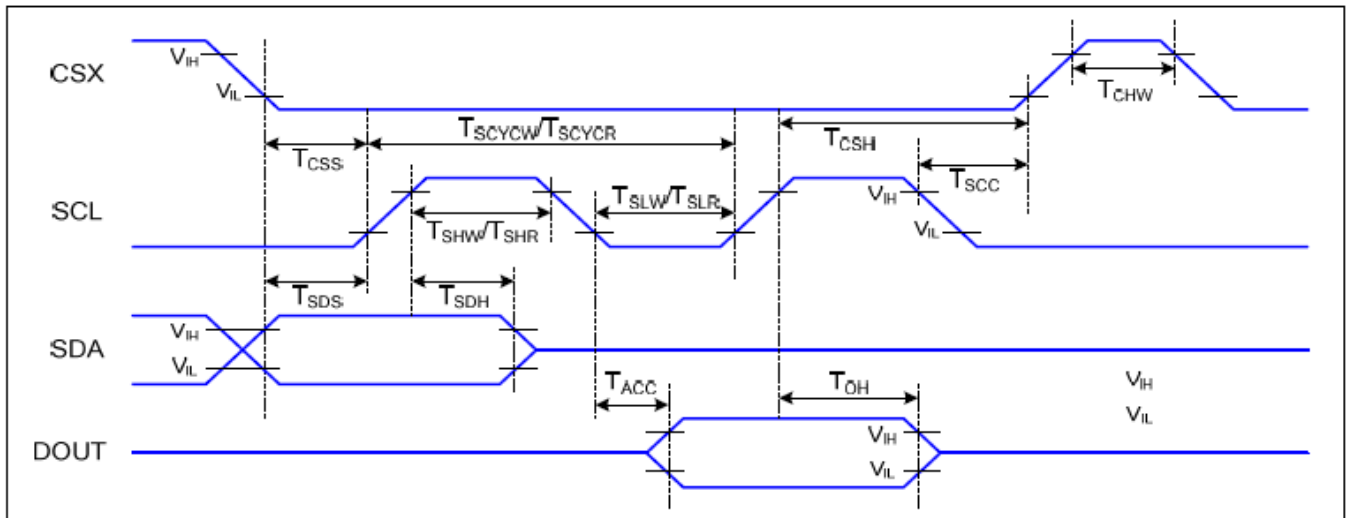 CSX
VIH
VIL
TCHW
TSCYCW/TSCYCR
TCSH
TCSS
TSCC
SCL
TSLW/TSLR
VIH
TSHW/TSHR
VIL
TSDS
TSDH
SDA
VIH
VIL
TACC
TOH
VIH
VIL
DOUT
VIH
VIL